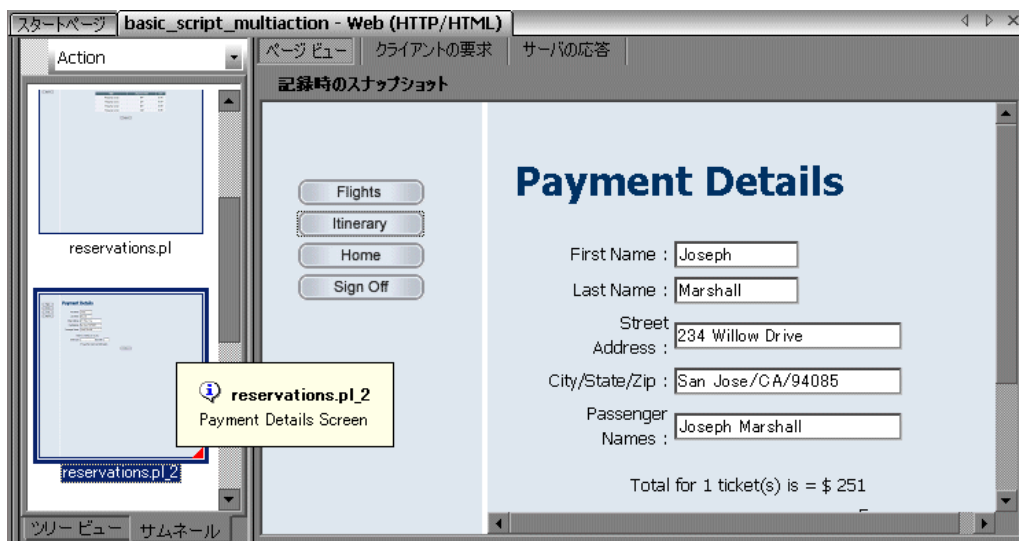 スタートページ basic_script_multiaction - Web (HTTP/HTML)
Action
ページ ビュー クライアントの要求 サーバの応答
記録時のスナップショット
reservations.pl
Payment Details
reservations.pl_2
reservations.pl_2
Payment Details Screen
ツリー ビュー サムネール
Flights
Itinerary
Home
Sign Off
Payment Details
First Name : Joseph
Last Name : Marshall
Street
Address : 234 Willow Drive
City/State/Zip : San Jose/CA/94085
Passenger
Names : Joseph Marshall
Total for 1 ticket(s) is = $ 251